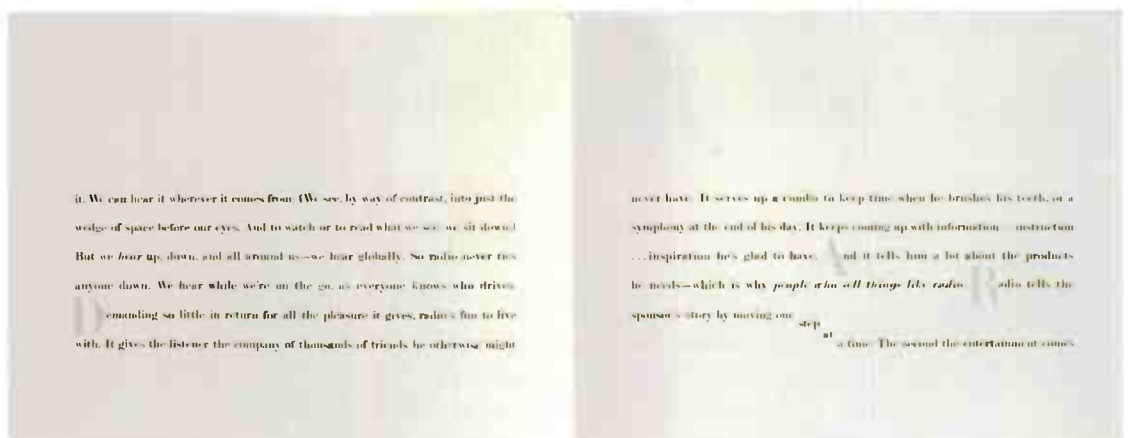 it. We can hear it wherever it comes from. (We see, by way of contrast, into just the
wedge of space before our eyes. And to watch or to read what we see, we sit down.)
But we hear up, down, and all around us—we hear globally. So radio never ties
anyone down. We hear while we're on the go, as everyone knows who drives.
Demanding so little in return for all the pleasure it gives, radio's fun to live
with. It gives the listener the company of thousands of friends he otherwise might
never have. It serves up a combo to keep time when he brushes his teeth, or a
symphony at the end of his day. It keeps coming up with information ... instruction
... inspiration he's glad to have. And it tells him a lot about the products
he needs—which is why people who sell things like radio. Radio tells the
sponsor's story by moving one step at a time. The second the entertainment comes